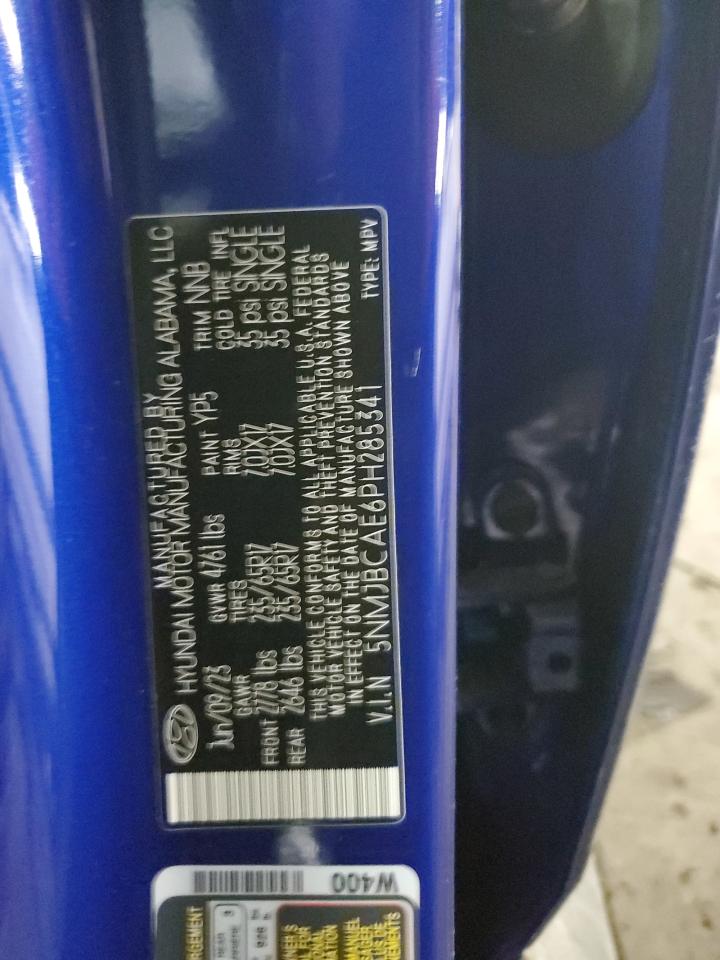 MANUFACTURED BY
HYUNDAI MOTOR MANUFACTURING ALABAMA, LLC
Jun/09/23 GVWR 4761 lbs PAINT YP5 TRIM NNB
GAWR TIRES RMS COLD TIRE INFL
FRONT 2778 lbs 235/65R17 7.0JX17 35 psi SINGLE
REAR 2646 lbs 235/65R17 7.0JX17 35 psi SINGLE
THIS VEHICLE CONFORMS TO ALL APPLICABLE U.S.A. FEDERAL
MOTOR VEHICLE SAFETY AND THEFT PREVENTION STANDARDS
IN EFFECT ON THE DATE OF MANUFACTURE SHOWN ABOVE
V.I.N 5NMJBCAE6PH285341 TYPE: MPV
W400